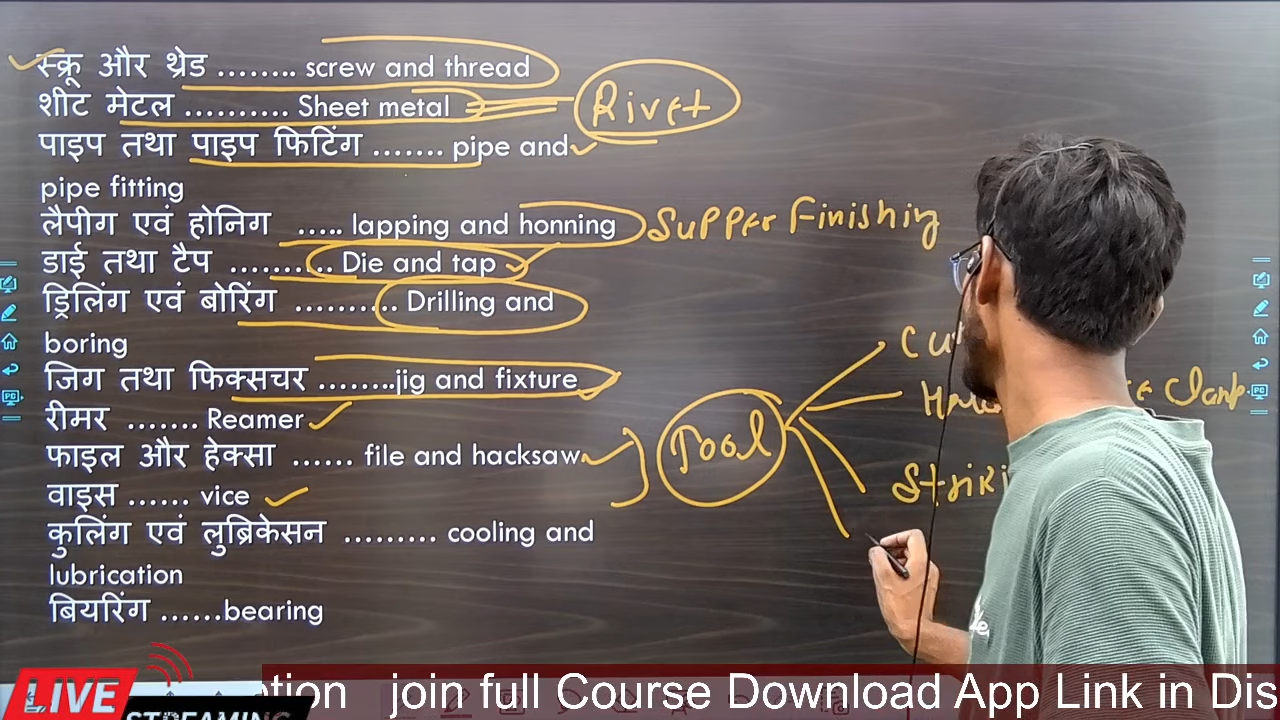 स्क्रू और थ्रेड …….. screw and thread
शीट मेटल ………. Sheet metal
Rivet
पाइप तथा पाइप फिटिंग ……. pipe and
pipe fitting
लैपीग एवं होनिग ….. lapping and honning
Supper Finishing
डाई तथा टैप ………. Die and tap
ड्रिलिंग एवं बोरिंग ………. Drilling and
boring
जिग तथा फिक्सचर ……..jig and fixture
रीमर ……. Reamer
फाइल और हेक्सा …… file and hacksaw
Tool
वाइस …… vice
कुलिंग एवं लुब्रिकेसन ……… cooling and
lubrication
बियरिंग ……bearing
LIVE
STREAMING
join full Course Download App Link in Dis